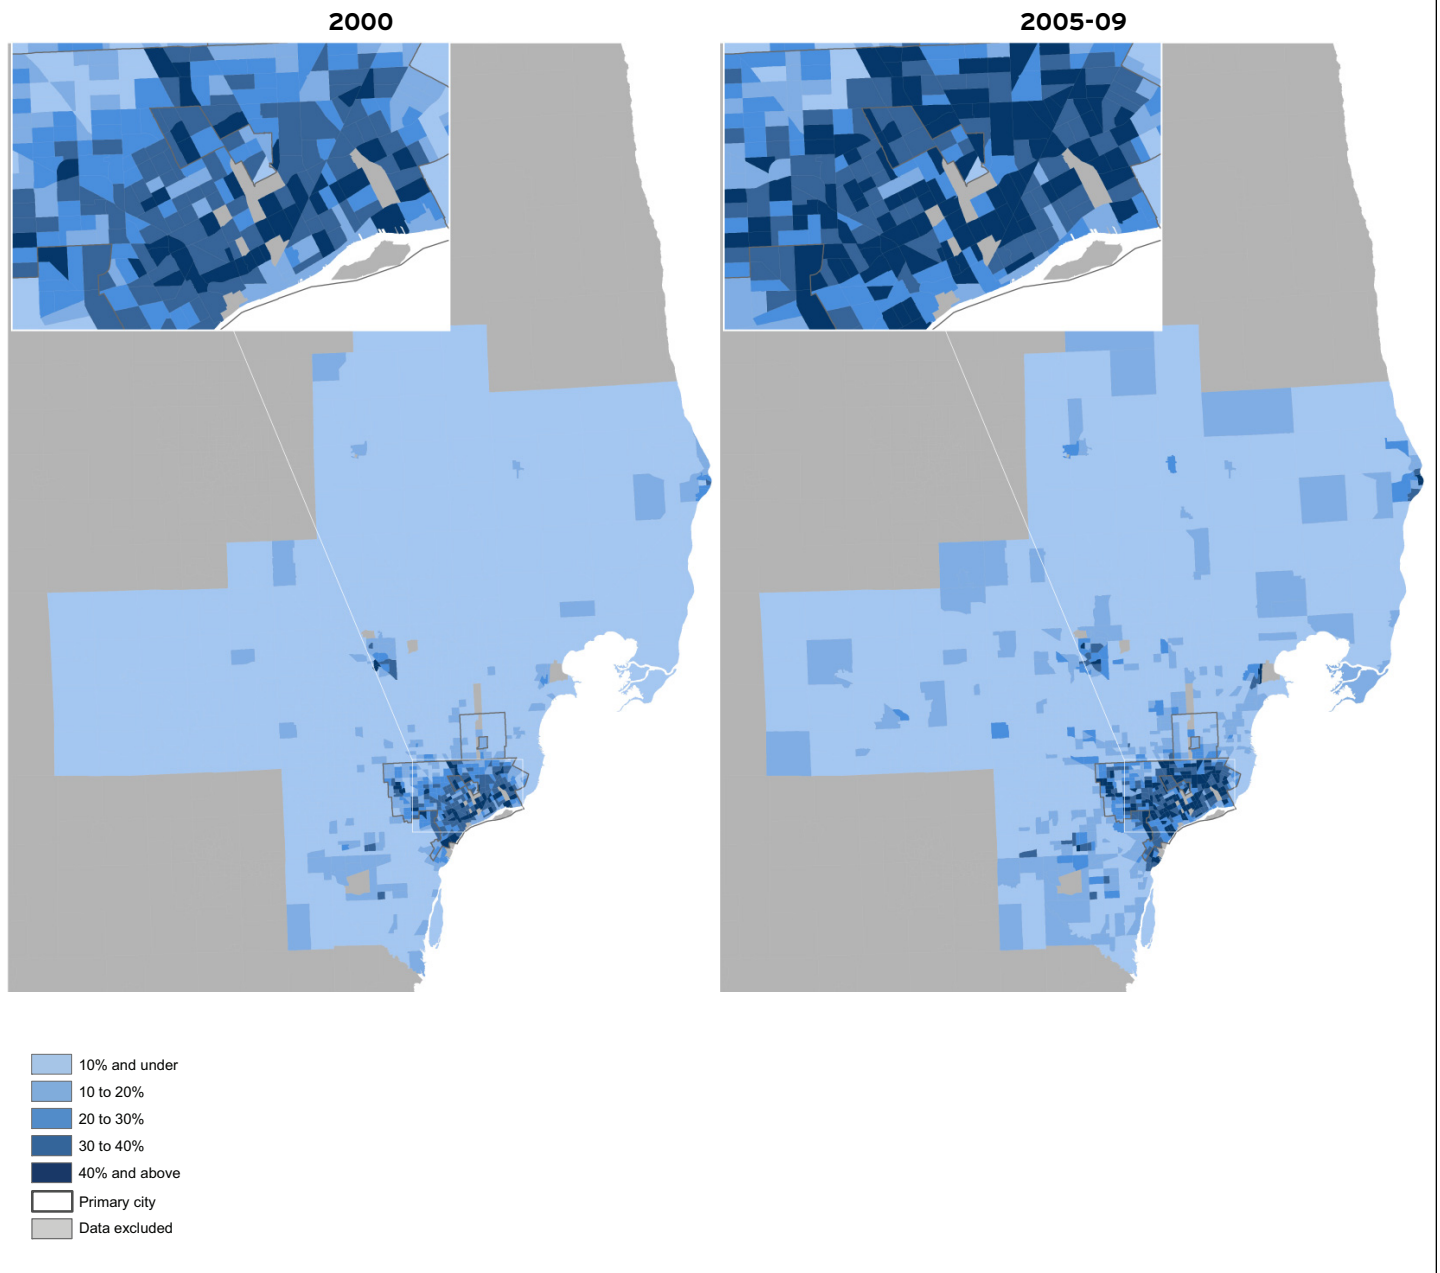 2000
2005-09
10% and under
10 to 20%
20 to 30%
30 to 40%
40% and above
Primary city
Data excluded